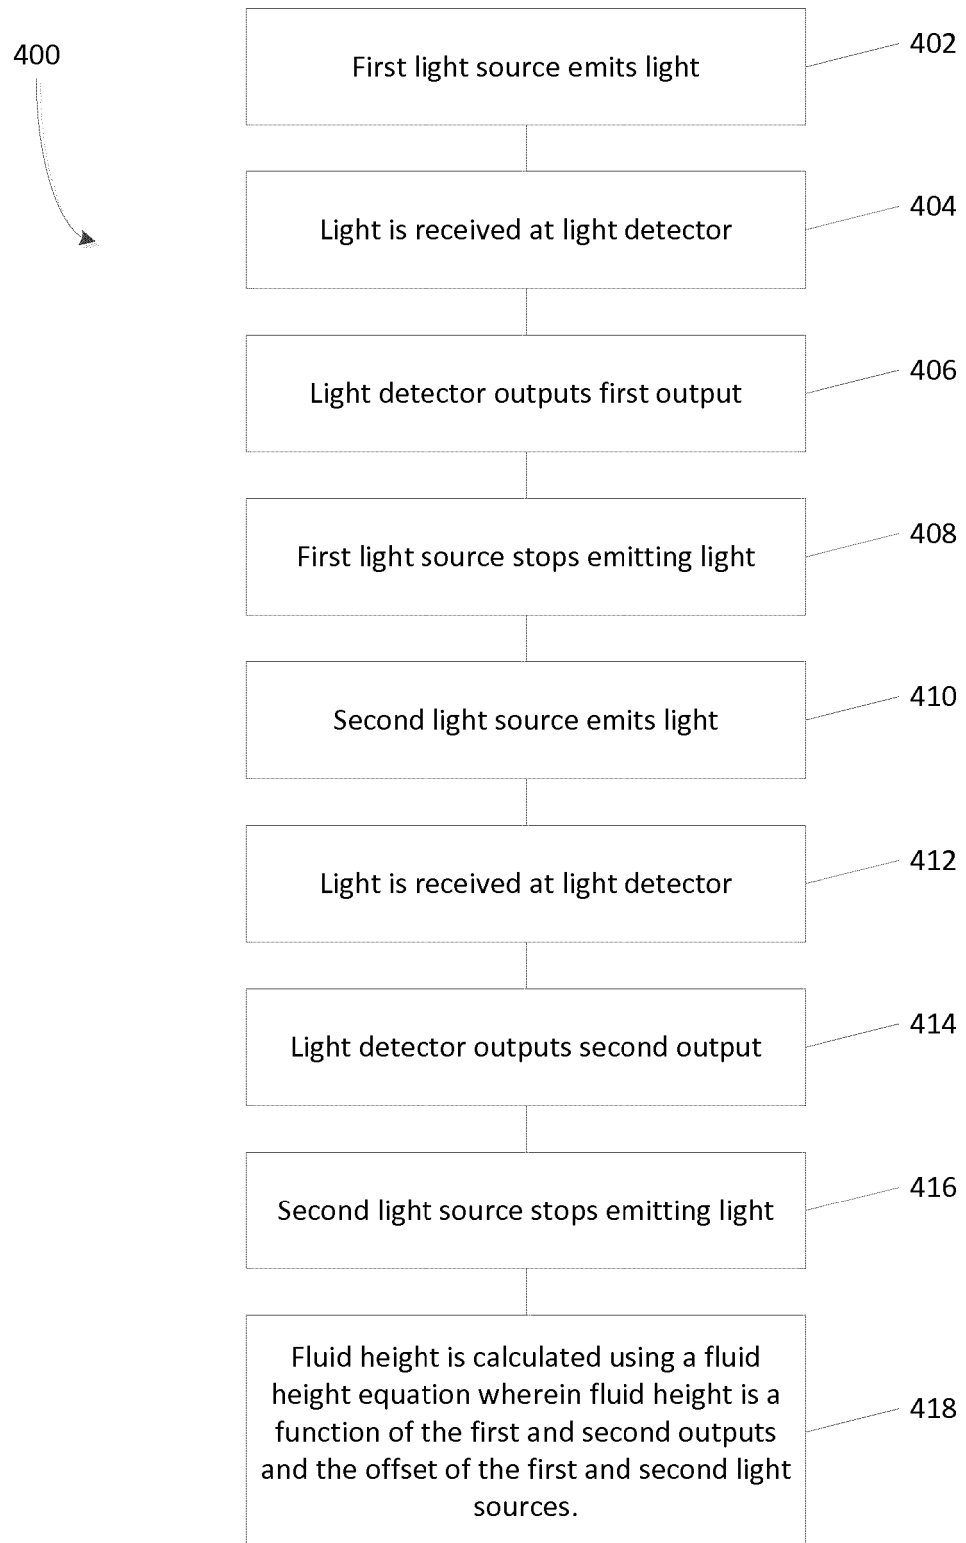 400
First light source emits light
402
Light is received at light detector
404
Light detector outputs first output
406
First light source stops emitting light
408
Second light source emits light
410
Light is received at light detector
412
Light detector outputs second output
414
Second light source stops emitting light
416
Fluid height is calculated using a fluid
height equation wherein fluid height is a
function of the first and second outputs
and the offset of the first and second light
sources.
418